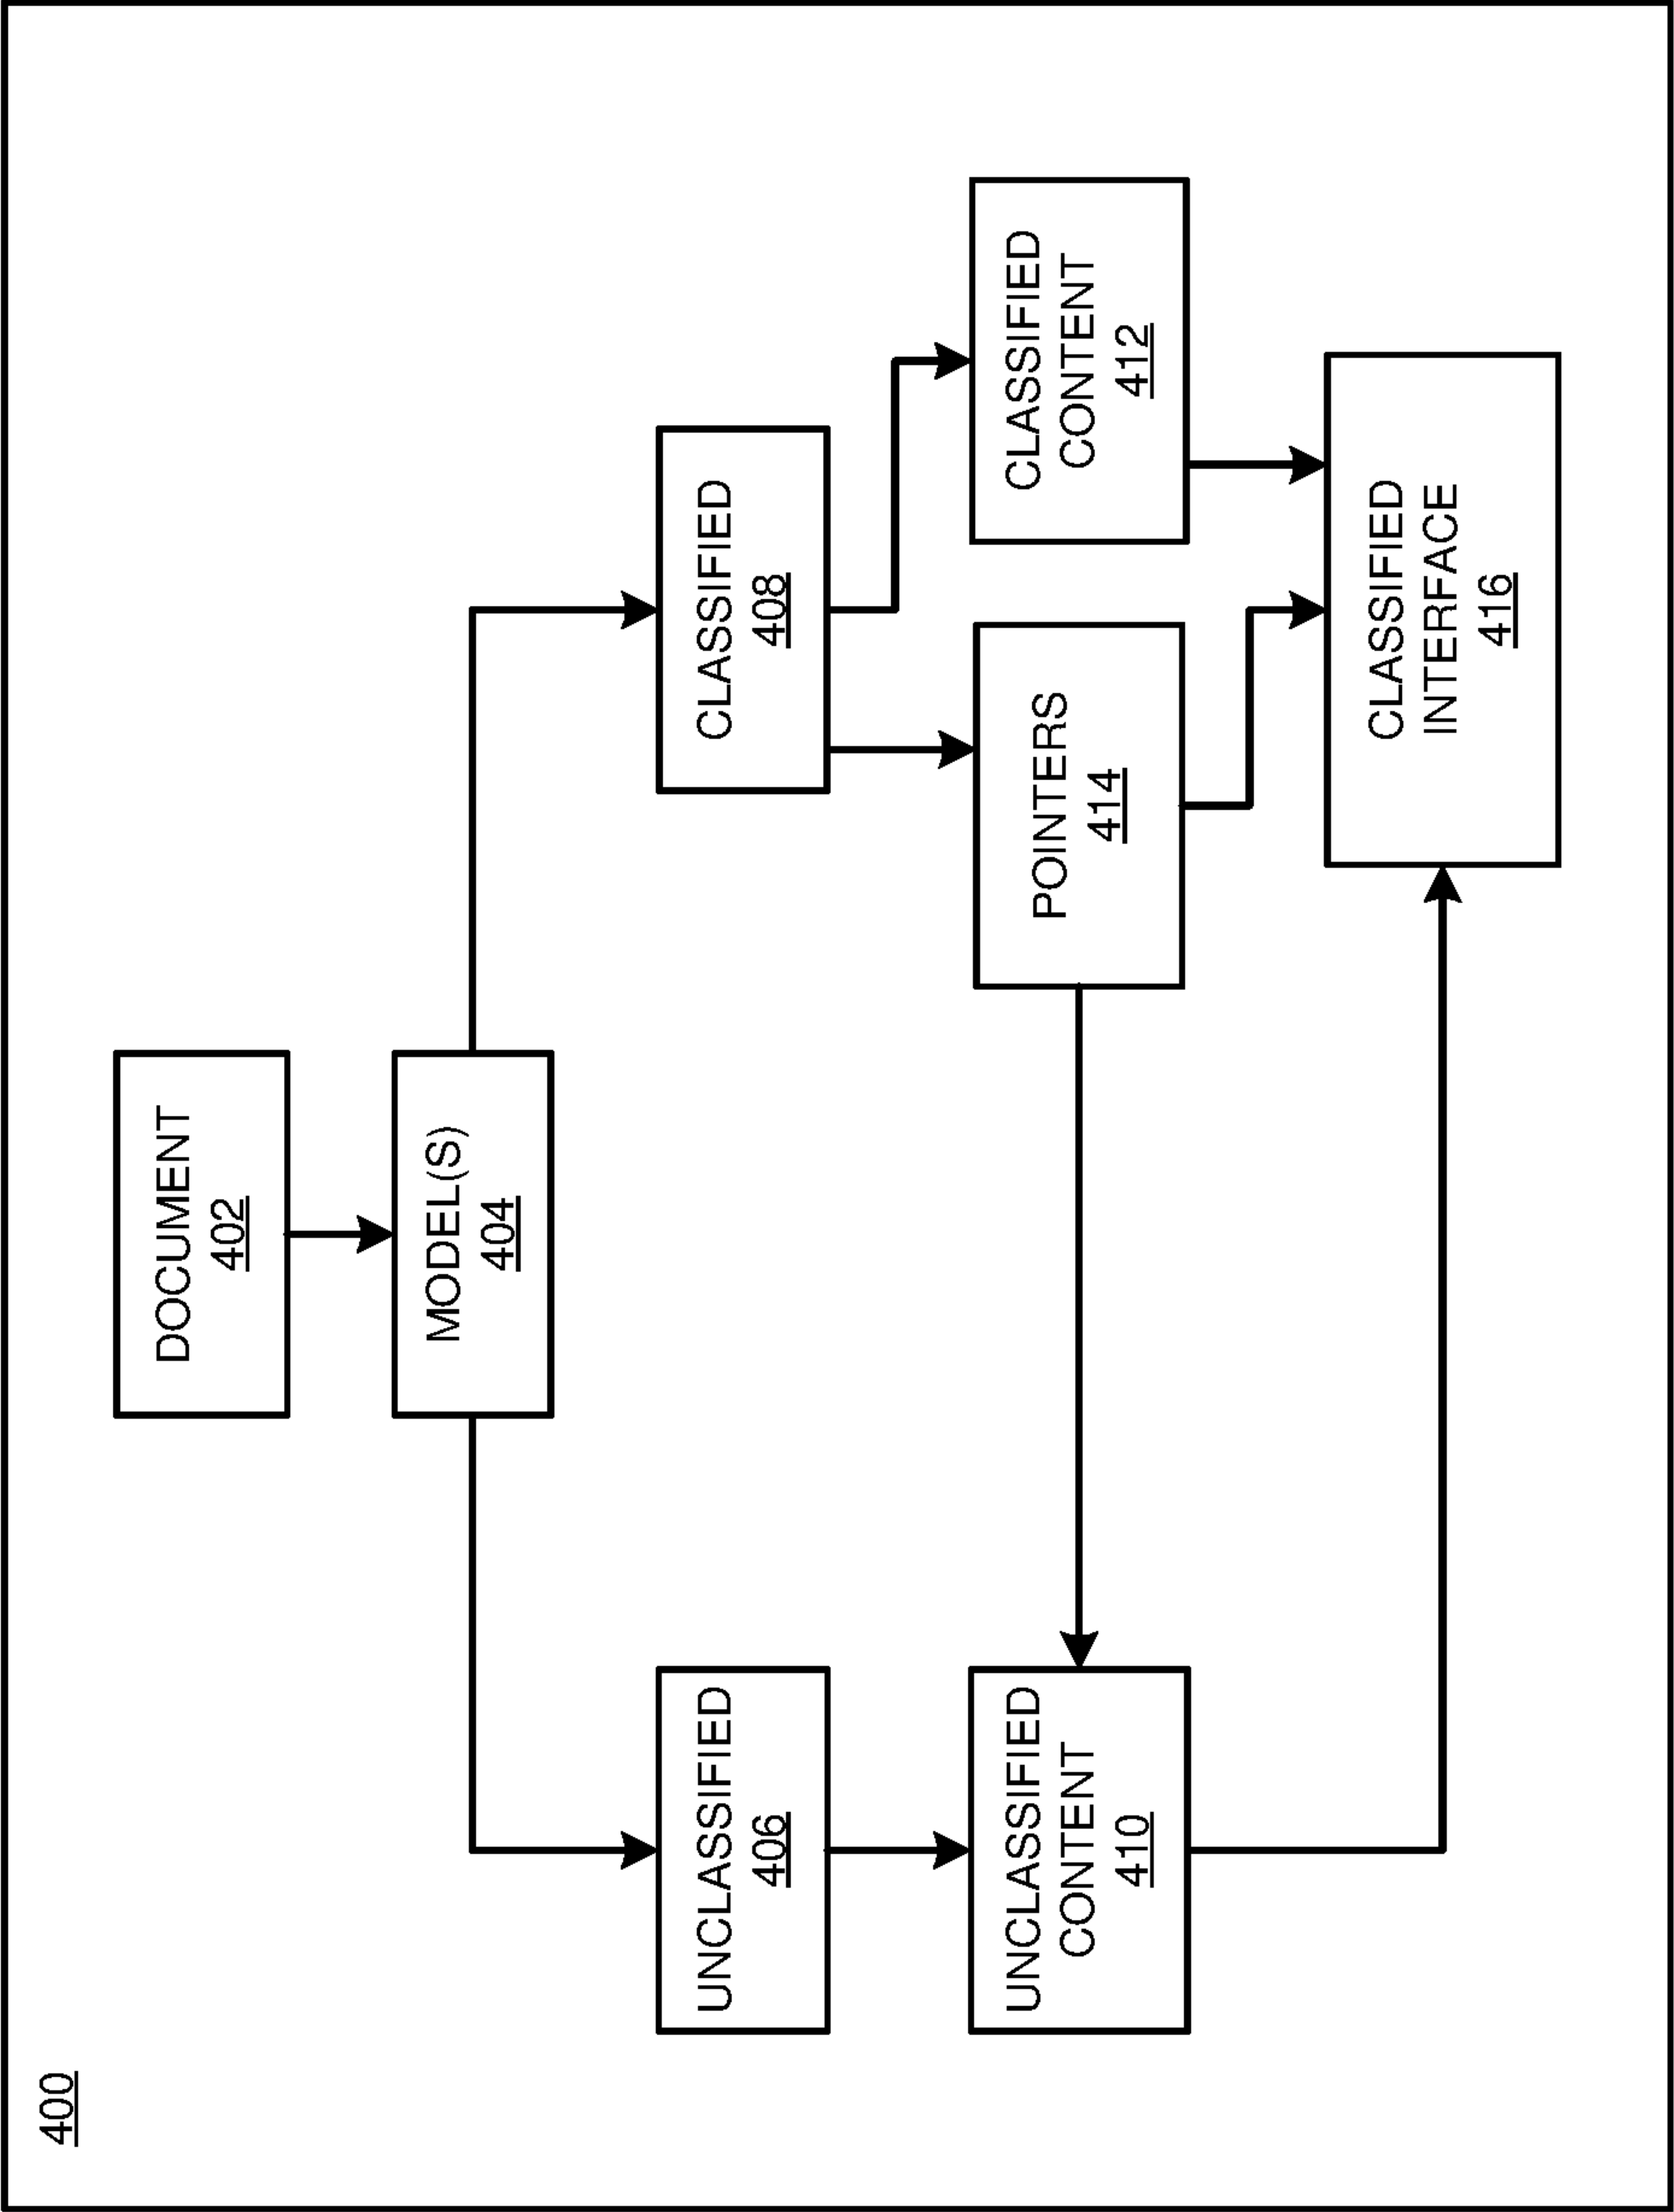 400
DOCUMENT
402
MODEL(S)
404
UNCLASSIFIED
406
CLASSIFIED
408
UNCLASSIFIED
CONTENT
410
POINTERS
414
CLASSIFIED
CONTENT
412
CLASSIFIED
INTERFACE
416